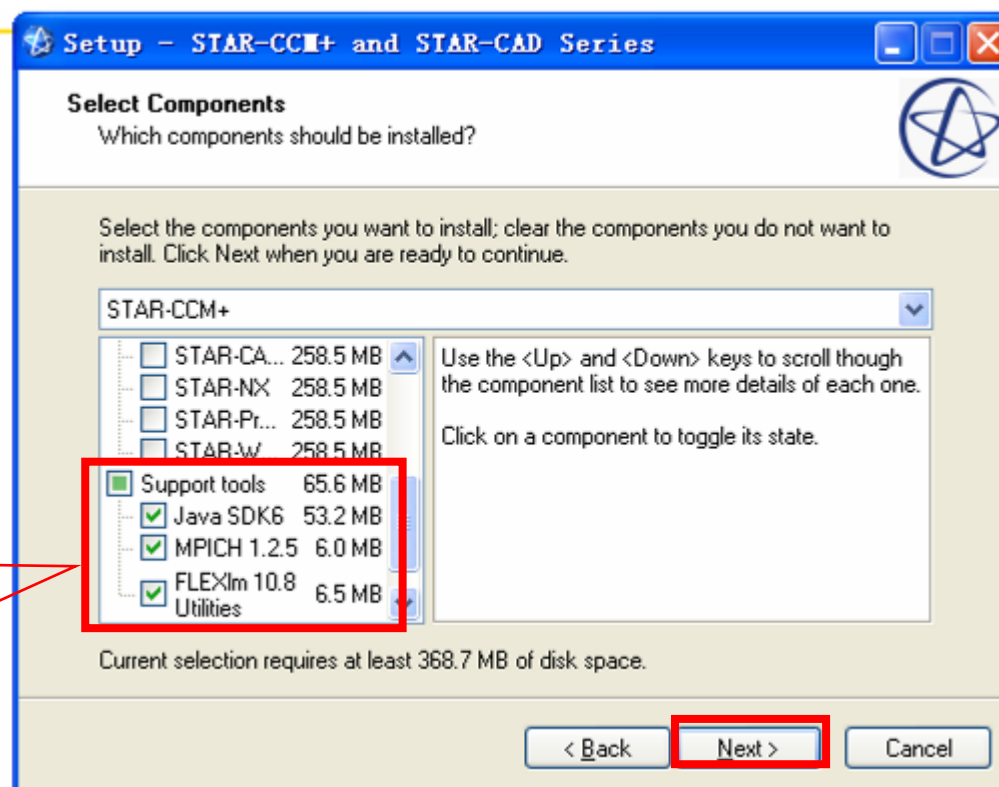 Setup - STAR-CCM+ and STAR-CAD Series
Select Components
Which components should be installed?
Select the components you want to install; clear the components you do not want to
install. Click Next when you are ready to continue.
STAR-CCM+
STAR-CA... 258.5 MB
STAR-NX 258.5 MB
STAR-Pr... 258.5 MB
STAR-W... 258.5 MB
Support tools 65.6 MB
Java SDK6 53.2 MB
MPICH 1.2.5 6.0 MB
FLEXlm 10.8
Utilities 6.5 MB
Use the <Up> and <Down> keys to scroll though
the component list to see more details of each one.
Click on a component to toggle its state.
Current selection requires at least 368.7 MB of disk space.
< Back
Next >
Cancel